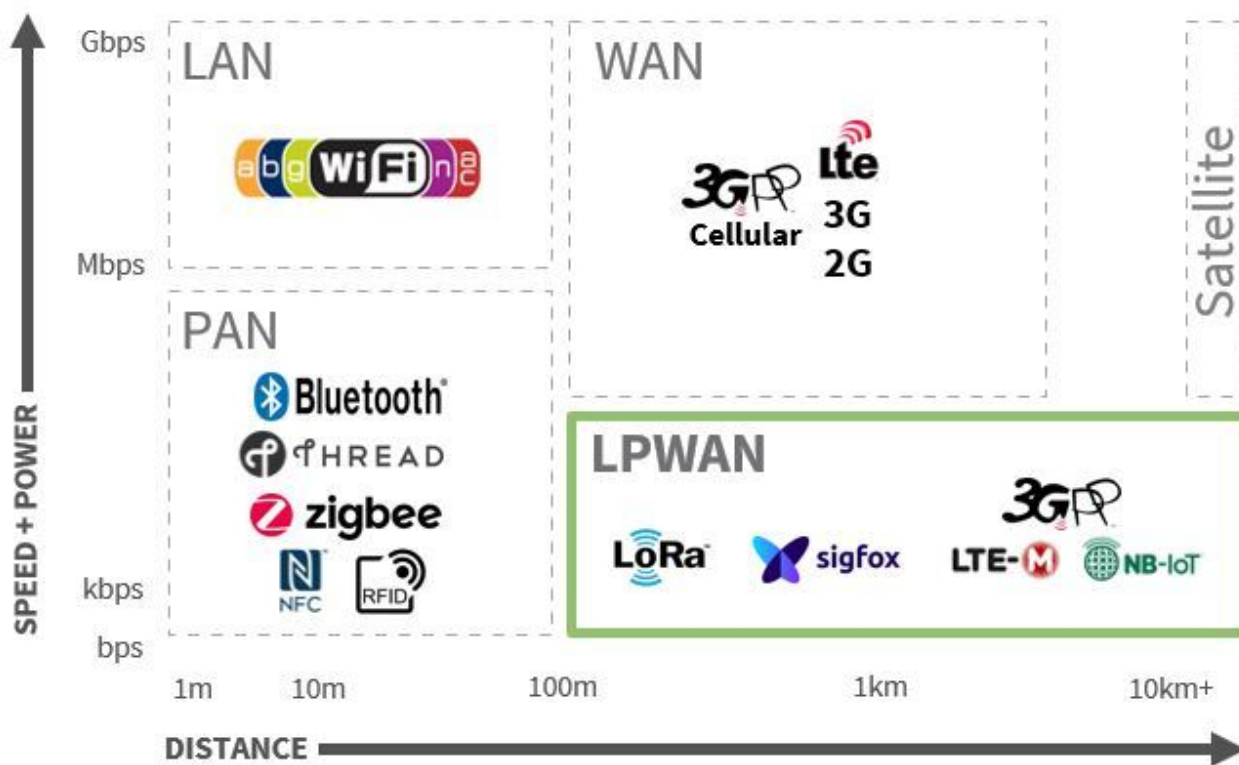 Gbps
LAN
WAN
Satellite
a b g WiFi n ac
3GPP
Cellular
Lte
3G
2G
Mbps
PAN
Bluetooth
THREAD
zigbee
NFC
RFID
SPEED + POWER
LPWAN
3GPP
LoRa
sigfox
LTE-M
NB-IoT
kbps
bps
1m 10m 100m 1km 10km+
DISTANCE